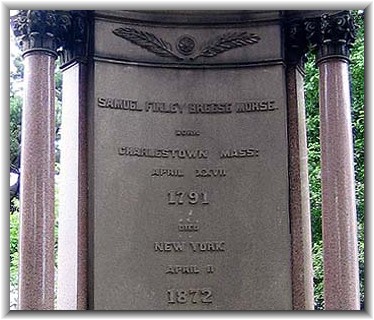 SAMUEL FINLEY BREESE MORSE.
BORN
CHARLESTOWN MASS:
APRIL XXVII
1791
DIED
NEW YORK
APRIL II
1872